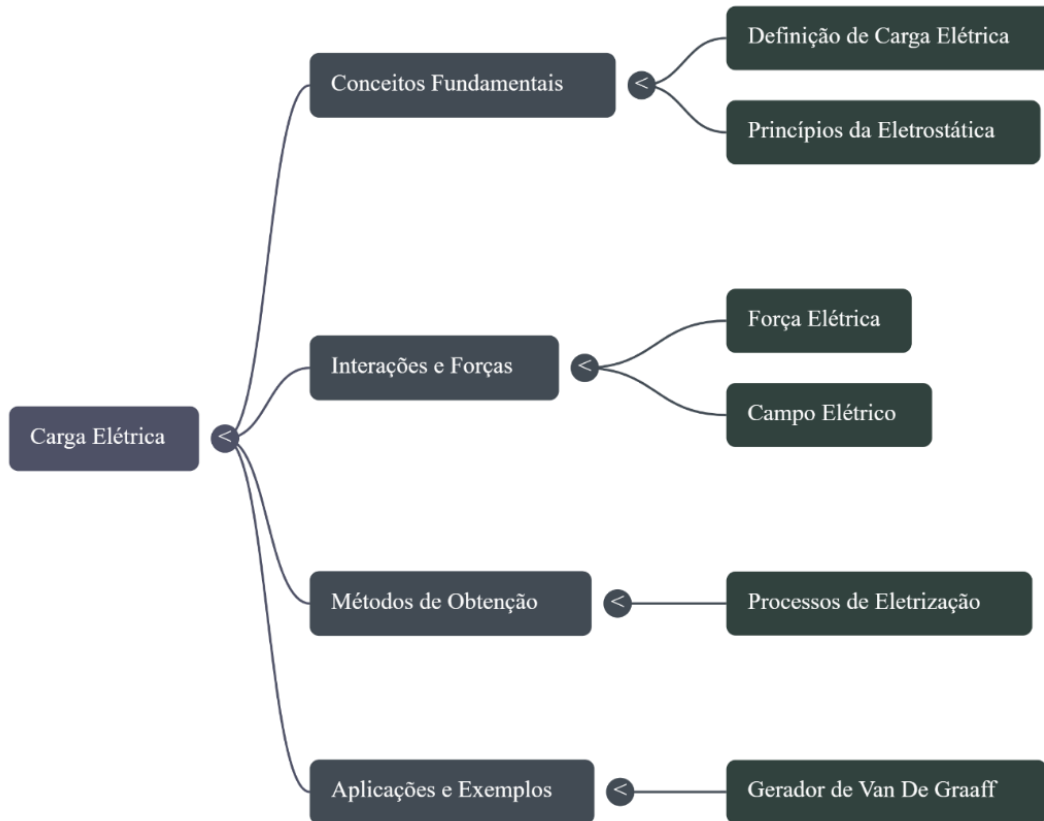 Carga Elétrica
<
Conceitos Fundamentais
<
Definição de Carga Elétrica
Princípios da Eletrostática
Interações e Forças
<
Força Elétrica
Campo Elétrico
Métodos de Obtenção
<
Processos de Eletrização
Aplicações e Exemplos
<
Gerador de Van De Graaff